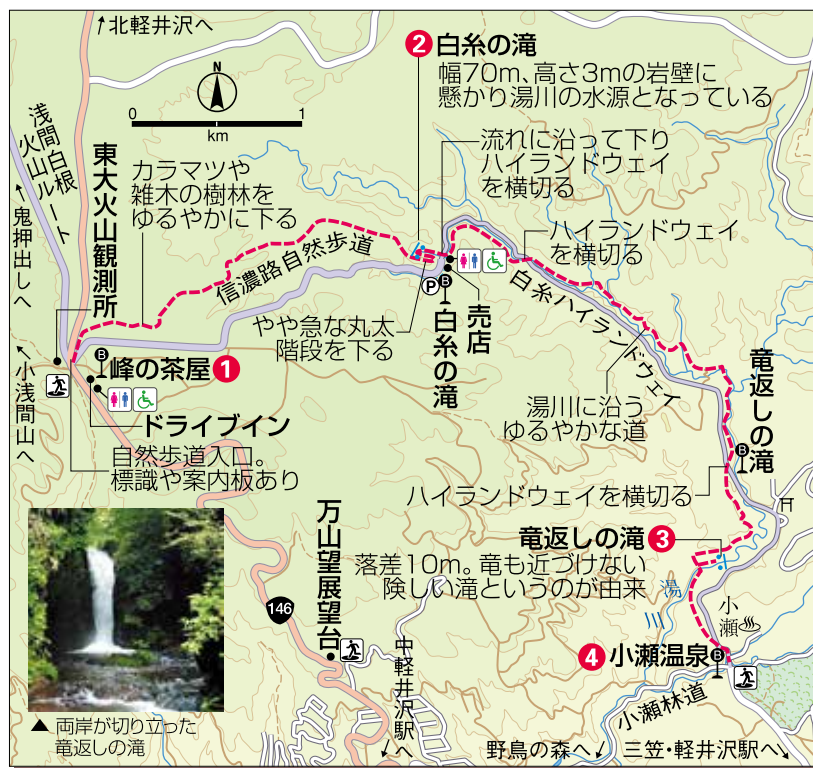 ↑北軽井沢へ
N
0
1
km
❷白糸の滝
幅70m、高さ3mの岩壁に
懸かり湯川の水源となっている
流れに沿って下り
ハイランドウェイ
を横切る
ハイランドウェイ
を横切る
浅間白根
火山ルート
↑鬼押出しへ
東大火山観測所
カラマツや
雑木の樹林を
ゆるやかに下る
信濃路自然歩道
白糸ハイランドウェイ
P
B
売店
白糸の滝
やや急な丸太
階段を下る
↑小浅間山へ
B
峰の茶屋❶
ドライブイン
自然歩道入口。
標識や案内板あり
湯川に沿う
ゆるやかな道
竜返しの滝
B
ハイランドウェイを横切る
竜返しの滝❸
落差10m。竜も近づけない
険しい滝というのが由来
湯川
小瀬
万山望展望台
146
❹小瀬温泉
B
小瀬林道
中軽井沢駅へ↓
野鳥の森へ↙
三笠・軽井沢駅へ↘
▲両岸が切り立った
竜返しの滝